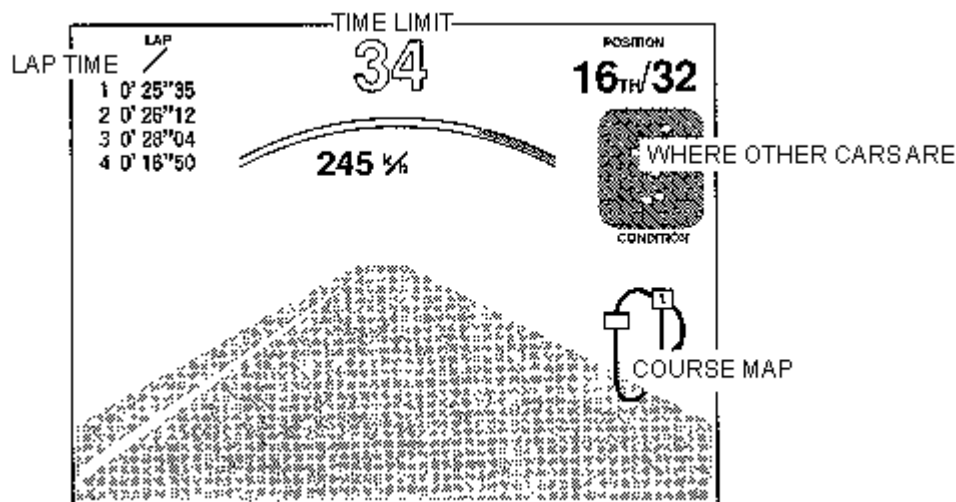 TIME LIMIT
34
LAP
LAP TIME
1 0'25"35
2 0'26"12
3 0'28"04
4 0'16"50
245 k/h
POSITION
16TH/32
WHERE OTHER CARS ARE
CONDITION
1
COURSE MAP